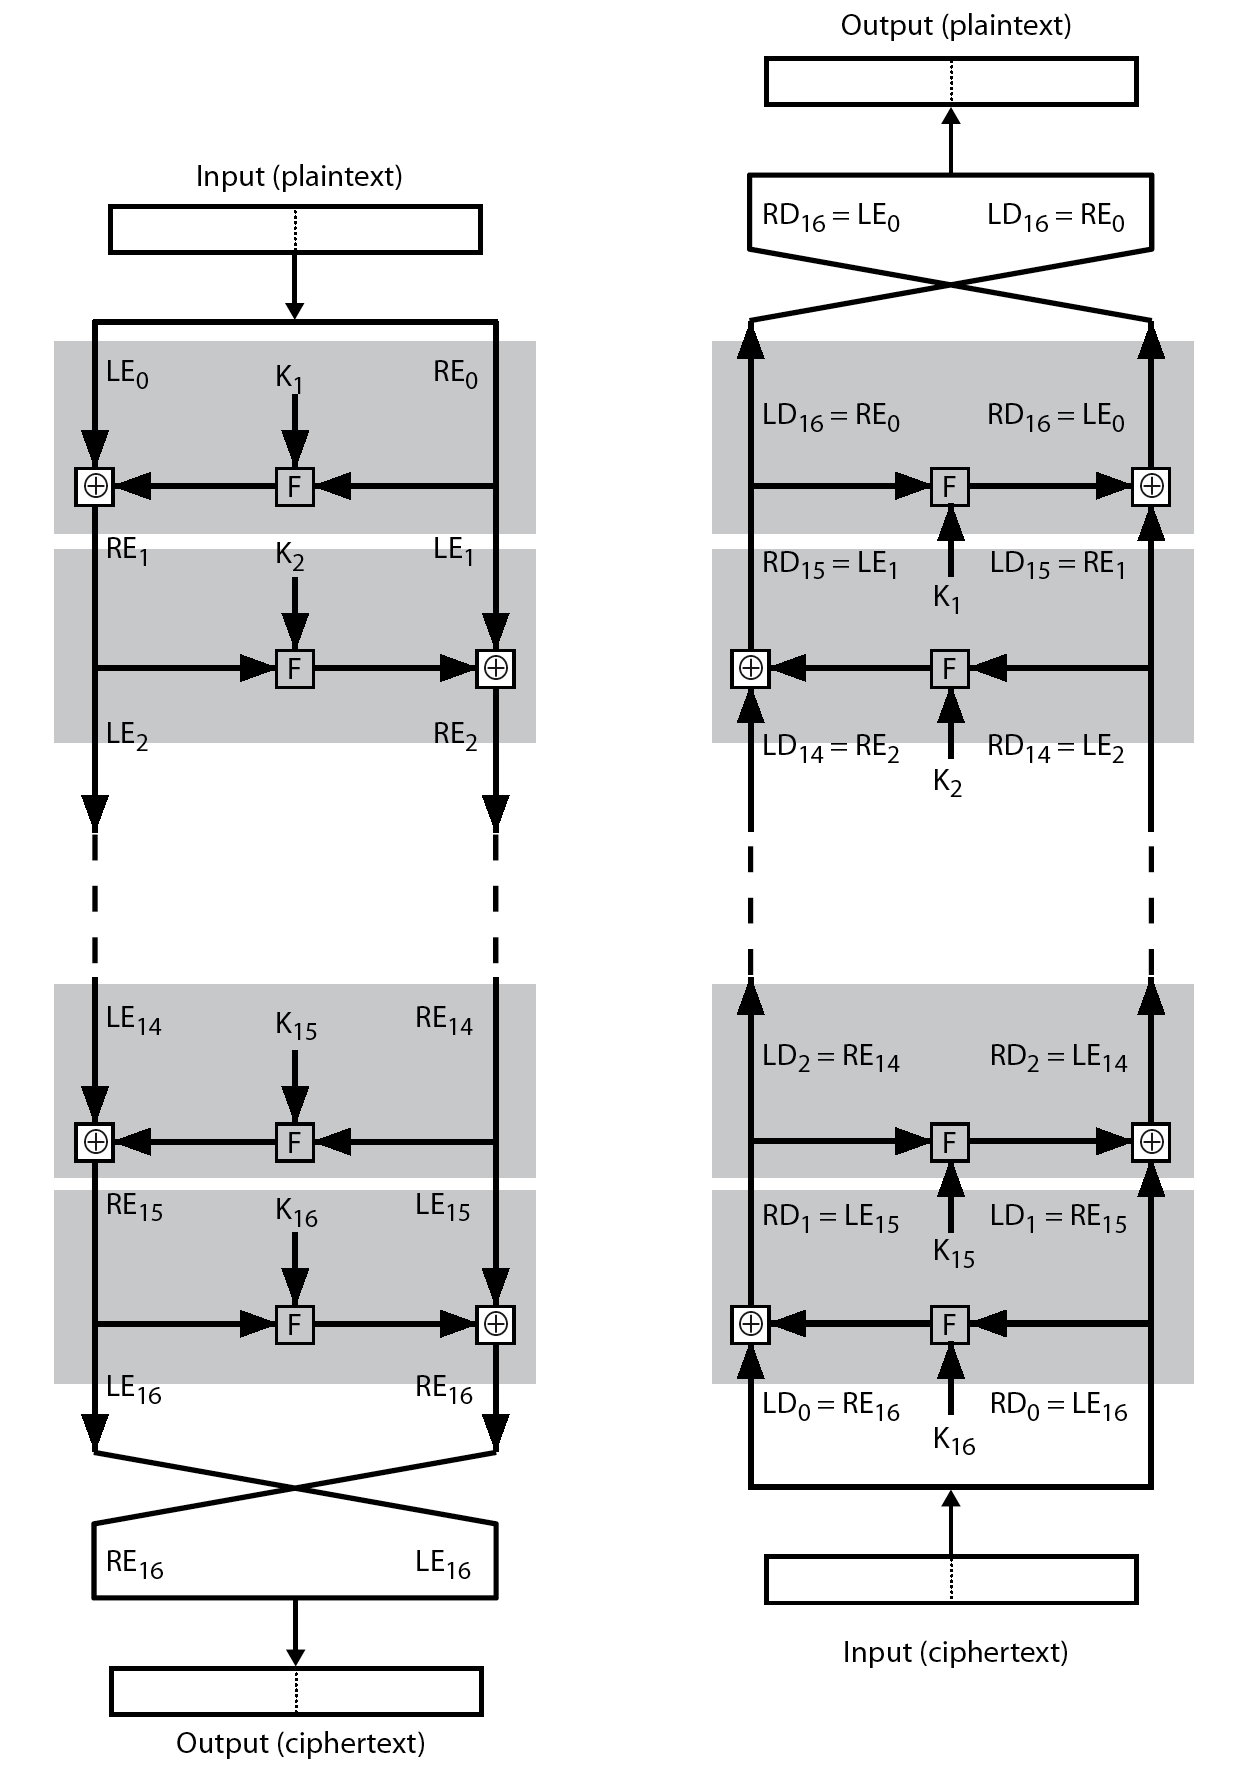 Input (plaintext)
LE0 K1 RE0
⊕ F
RE1 K2 LE1
F ⊕
LE2 RE2
LE14 K15 RE14
⊕ F
RE15 K16 LE15
F ⊕
LE16 RE16
RE16 LE16
Output (ciphertext)
Output (plaintext)
RD16 = LE0 LD16 = RE0
LD16 = RE0 RD16 = LE0
F ⊕
RD15 = LE1 LD15 = RE1
K1
⊕ F
LD14 = RE2 RD14 = LE2
K2
LD2 = RE14 RD2 = LE14
F ⊕
RD1 = LE15 LD1 = RE15
K15
⊕ F
LD0 = RE16 RD0 = LE16
K16
Input (ciphertext)